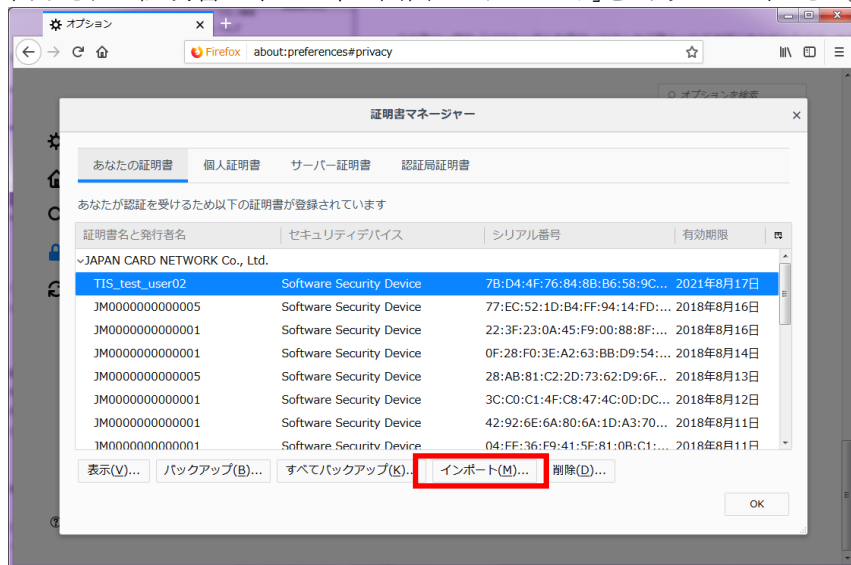 オプション
Firefox about:preferences#privacy
オプションを検索
証明書マネージャー
あなたの証明書 個人証明書 サーバー証明書 認証局証明書
あなたが認証を受けるため以下の証明書が登録されています
証明書名と発行者名 セキュリティデバイス シリアル番号 有効期限
JAPAN CARD NETWORK Co., Ltd.
TIS_test_user02 Software Security Device 7B:D4:4F:76:84:8B:B6:58:9C... 2021年8月17日
JM0000000000005 Software Security Device 77:EC:52:1D:B4:FF:94:14:FD:... 2018年8月16日
JM0000000000001 Software Security Device 22:3F:23:0A:45:F9:00:88:8F:... 2018年8月16日
JM0000000000001 Software Security Device 0F:28:F0:3E:A2:63:BB:D9:54:... 2018年8月14日
JM0000000000005 Software Security Device 28:AB:81:C2:2D:73:62:D9:6F... 2018年8月13日
JM0000000000001 Software Security Device 3C:C0:C1:4F:C8:47:4C:0D:DC... 2018年8月12日
JM0000000000001 Software Security Device 42:92:6E:6A:80:6A:1D:A3:70... 2018年8月11日
JM0000000000001 Software Security Device 04:FE:36:F9:41:5F:81:0B:C1:... 2018年8月11日
表示(V)... バックアップ(B)... すべてバックアップ(K)... インポート(M)... 削除(D)...
OK